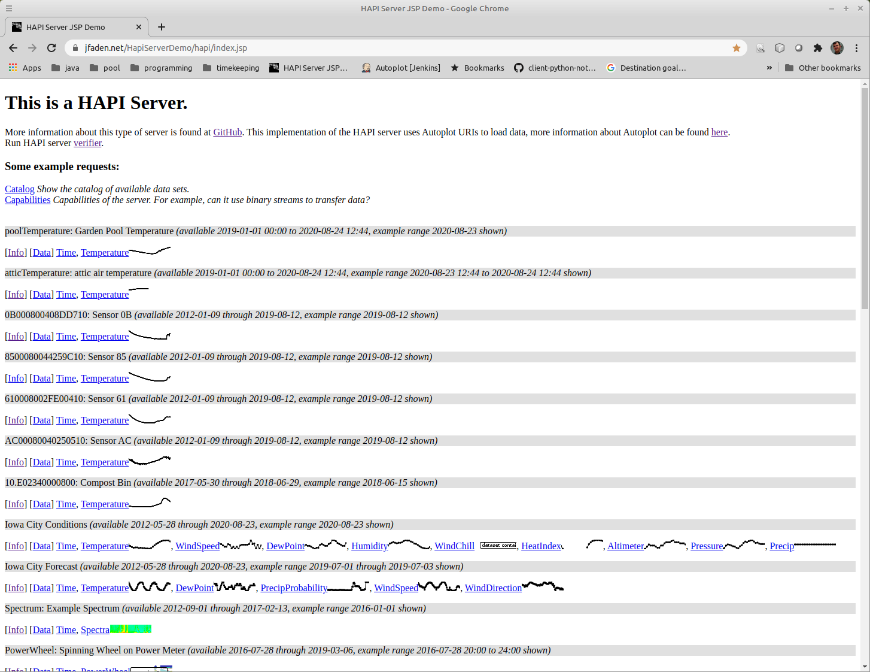 HAPI Server JSP Demo - Google Chrome
HAPI Server JSP Demo
jfaden.net/HapiServerDemo/hapi/index.jsp
Apps java pool programming timekeeping HAPI Server JSP... Autoplot [Jenkins] Bookmarks client-python-not... Destination goal... » Other bookmarks
This is a HAPI Server.
More information about this type of server is found at GitHub. This implementation of the HAPI server uses Autoplot URIs to load data, more information about Autoplot can be found here.
Run HAPI server verifier.
Some example requests:
Catalog Show the catalog of available data sets.
Capabilities Capabilities of the server. For example, can it use binary streams to transfer data?
poolTemperature: Garden Pool Temperature (available 2019-01-01 00:00 to 2020-08-24 12:44, example range 2020-08-23 shown)
[Info] [Data] Time, Temperature
atticTemperature: attic air temperature (available 2019-01-01 00:00 to 2020-08-24 12:44, example range 2020-08-23 12:44 to 2020-08-24 12:44 shown)
[Info] [Data] Time, Temperature
0B000800408DD710: Sensor 0B (available 2012-01-09 through 2019-08-12, example range 2019-08-12 shown)
[Info] [Data] Time, Temperature
8500080044259C10: Sensor 85 (available 2012-01-09 through 2019-08-12, example range 2019-08-12 shown)
[Info] [Data] Time, Temperature
610008002FE00410: Sensor 61 (available 2012-01-09 through 2019-08-12, example range 2019-08-12 shown)
[Info] [Data] Time, Temperature
AC00080040250510: Sensor AC (available 2012-01-09 through 2019-08-12, example range 2019-08-12 shown)
[Info] [Data] Time, Temperature
10.E02340000800: Compost Bin (available 2017-05-30 through 2018-06-29, example range 2018-06-15 shown)
[Info] [Data] Time, Temperature
Iowa City Conditions (available 2012-05-28 through 2020-08-23, example range 2020-08-23 shown)
[Info] [Data] Time, Temperature, WindSpeed, DewPoint, Humidity, WindChill, HeatIndex, Altimeter, Pressure, Precip
Iowa City Forecast (available 2012-05-28 through 2020-08-23, example range 2019-07-01 through 2019-07-03 shown)
[Info] [Data] Time, Temperature, DewPoint, PrecipProbability, WindSpeed, WindDirection
Spectrum: Example Spectrum (available 2012-09-01 through 2017-02-13, example range 2016-01-01 shown)
[Info] [Data] Time, Spectra
PowerWheel: Spinning Wheel on Power Meter (available 2016-07-28 through 2019-03-06, example range 2016-07-28 20:00 to 24:00 shown)
[Info] [Data] Time, PowerWheel